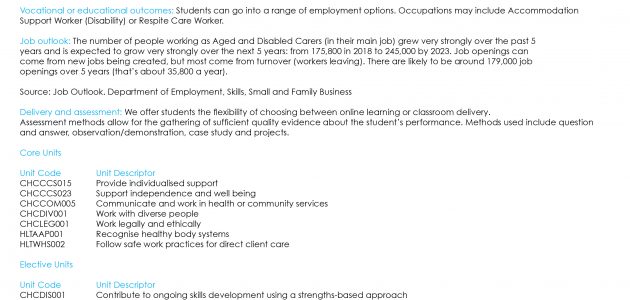 Vocational or educational outcomes: Students can go into a range of employment options. Occupations may include Accommodation
Support Worker (Disability) or Respite Care Worker.
Job outlook: The number of people working as Aged and Disabled Carers (in their main job) grew very strongly over the past 5
years and is expected to grow very strongly over the next 5 years: from 175,800 in 2018 to 245,000 by 2023. Job openings can
come from new jobs being created, but most come from turnover (workers leaving). There are likely to be around 179,000 job
openings over 5 years (that's about 35,800 a year).
Source: Job Outlook. Department of Employment, Skills, Small and Family Business
Delivery and assessment: We offer students the flexibility of choosing between online learning or classroom delivery.
Assessment methods allow for the gathering of sufficient quality evidence about the student's performance. Methods used include question
and answer, observation/demonstration, case study and projects.
Core Units
Unit Code Unit Descriptor
CHCCCS015 Provide individualised support
CHCCCS023 Support independence and well being
CHCCOM005 Communicate and work in health or community services
CHCDIV001 Work with diverse people
CHCLEG001 Work legally and ethically
HLTAAP001 Recognise healthy body systems
HLTWHS002 Follow safe work practices for direct client care
Elective Units
Unit Code Unit Descriptor
CHCDIS001 Contribute to ongoing skills development using a strengths-based approach